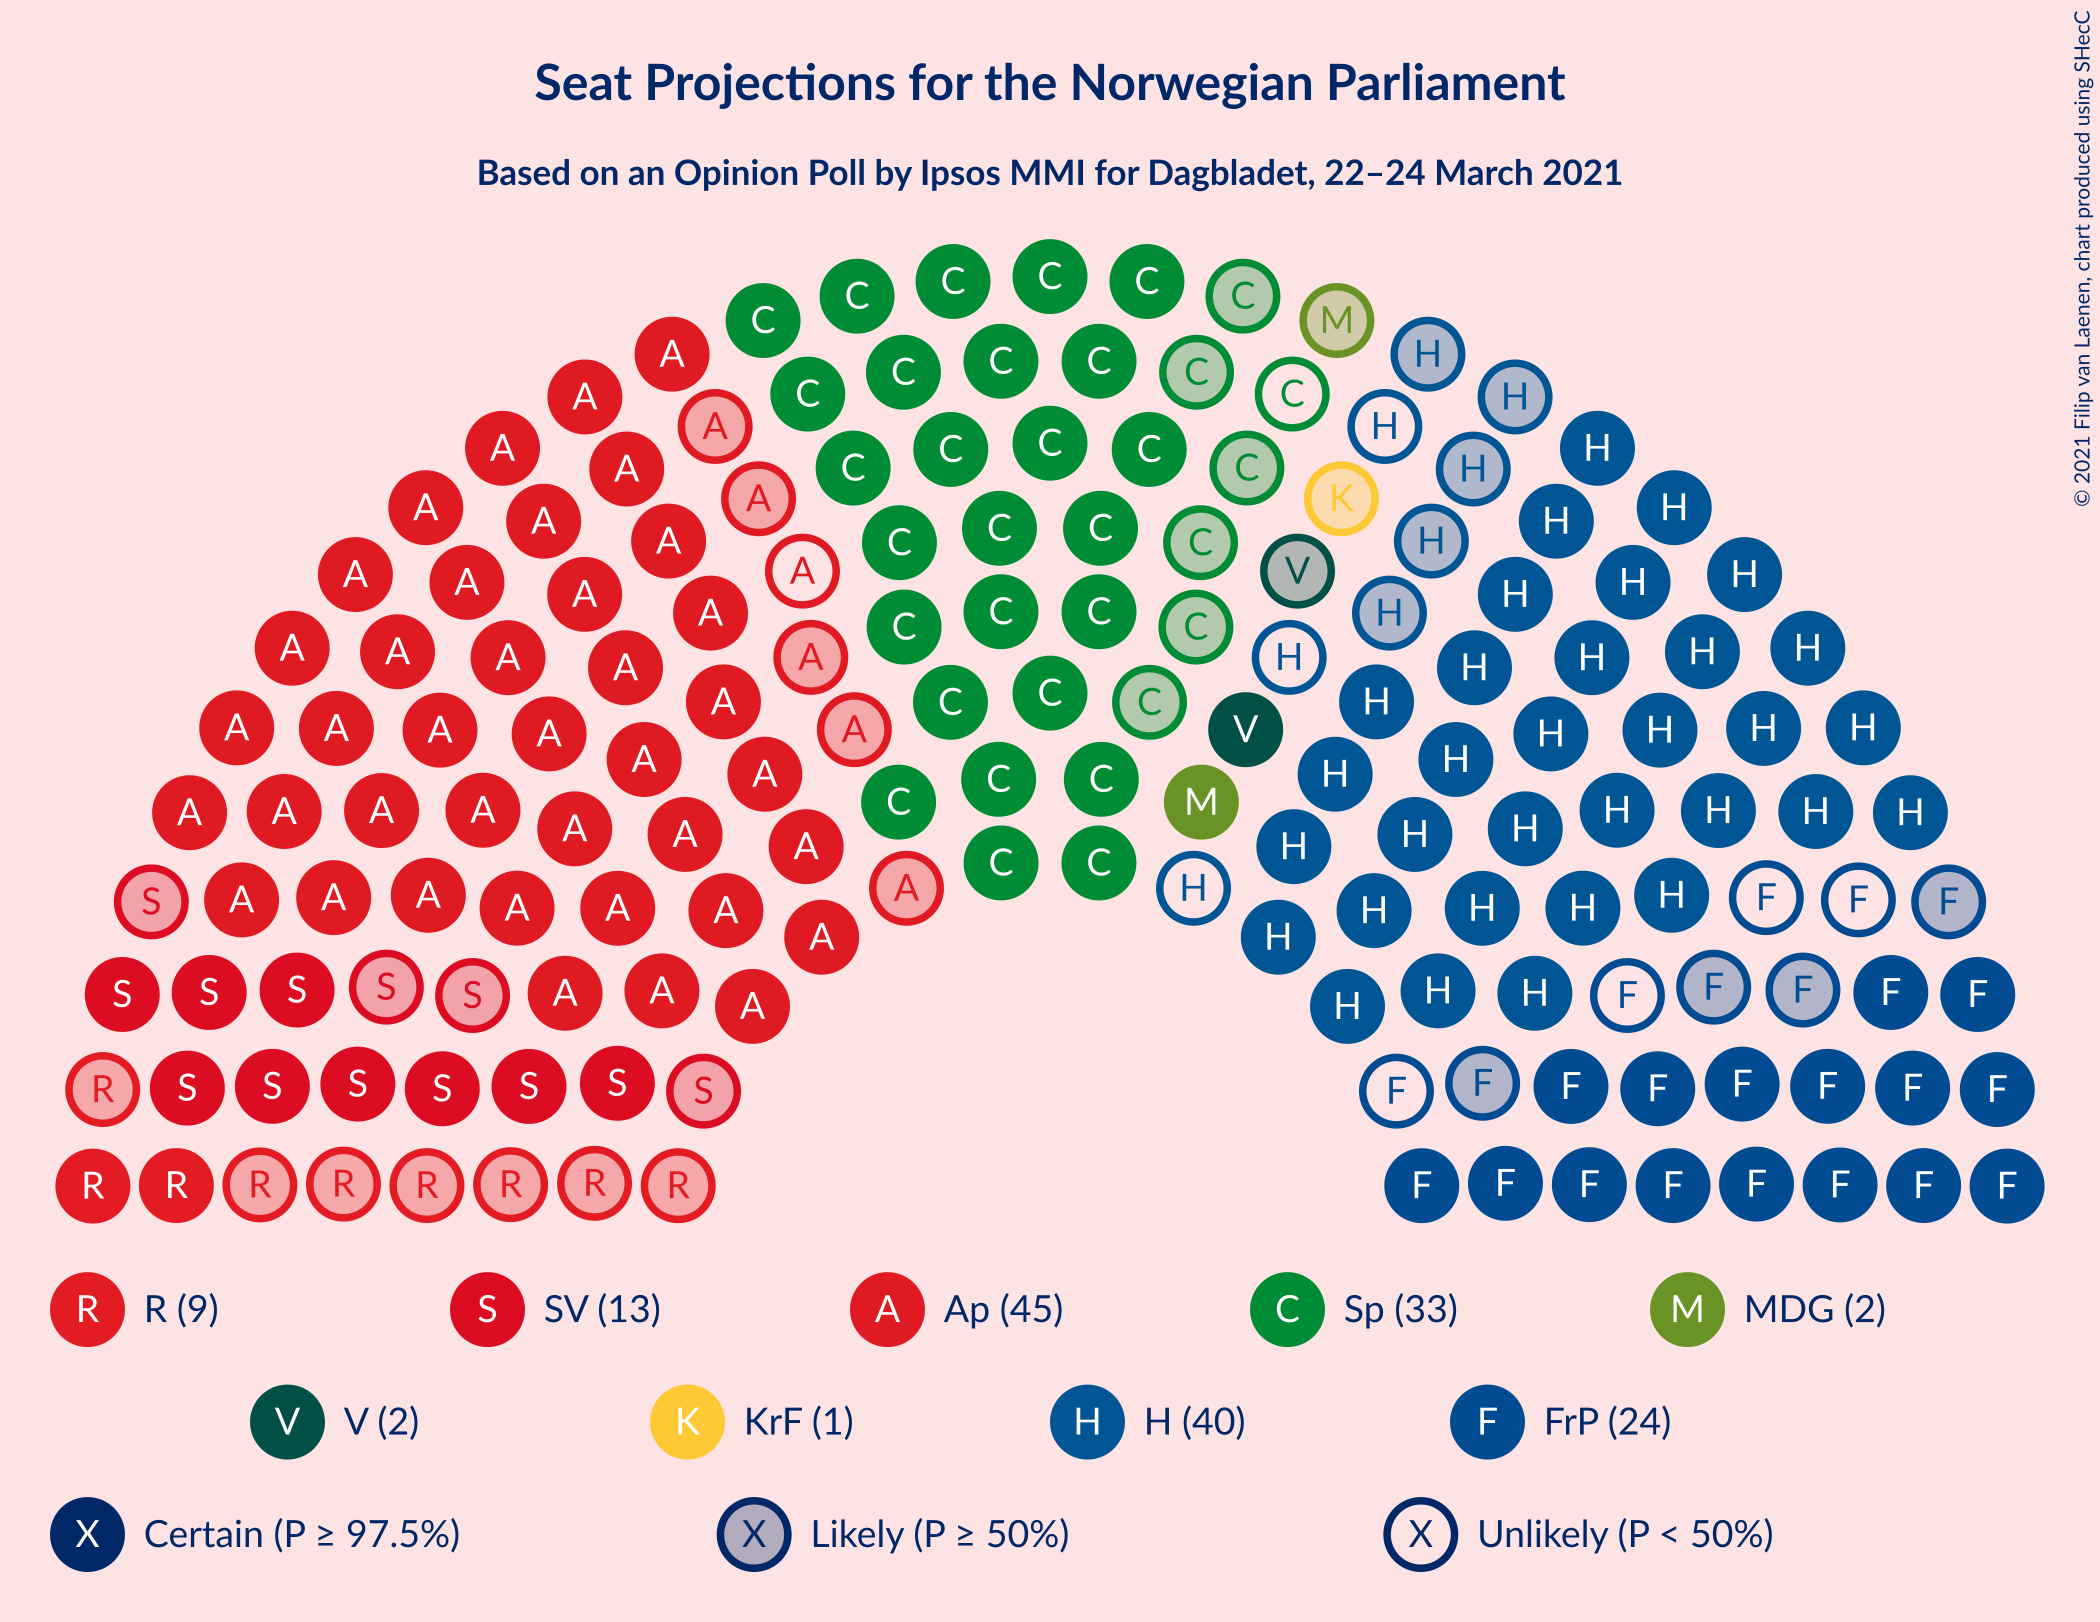 Seat Projections for the Norwegian Parliament
Based on an Opinion Poll by Ipsos MMI for Dagbladet, 22–24 March 2021
© 2021 Filip van Laenen, chart produced using SHecC
C C C C C C M
A C C C C C C H H
A A C C C C C K H H H
A A A C C C C V H H H
A A A A C C C C H H H H
A A A A A C C C V H H H H
A A A A A A C C C M H H H H H
A A A A A A A A C C H H H H H H H H
S A A A A A A A H H H H H F F F
S S S S S A A A H H H F F F F F
R S S S S S S S F F F F F F F F
R R R R R R R R F F F F F F F F
R R (9) S SV (13) A Ap (45) C Sp (33) M MDG (2)
V V (2) K KrF (1) H H (40) F FrP (24)
X Certain (P ≥ 97.5%) X Likely (P ≥ 50%) X Unlikely (P < 50%)